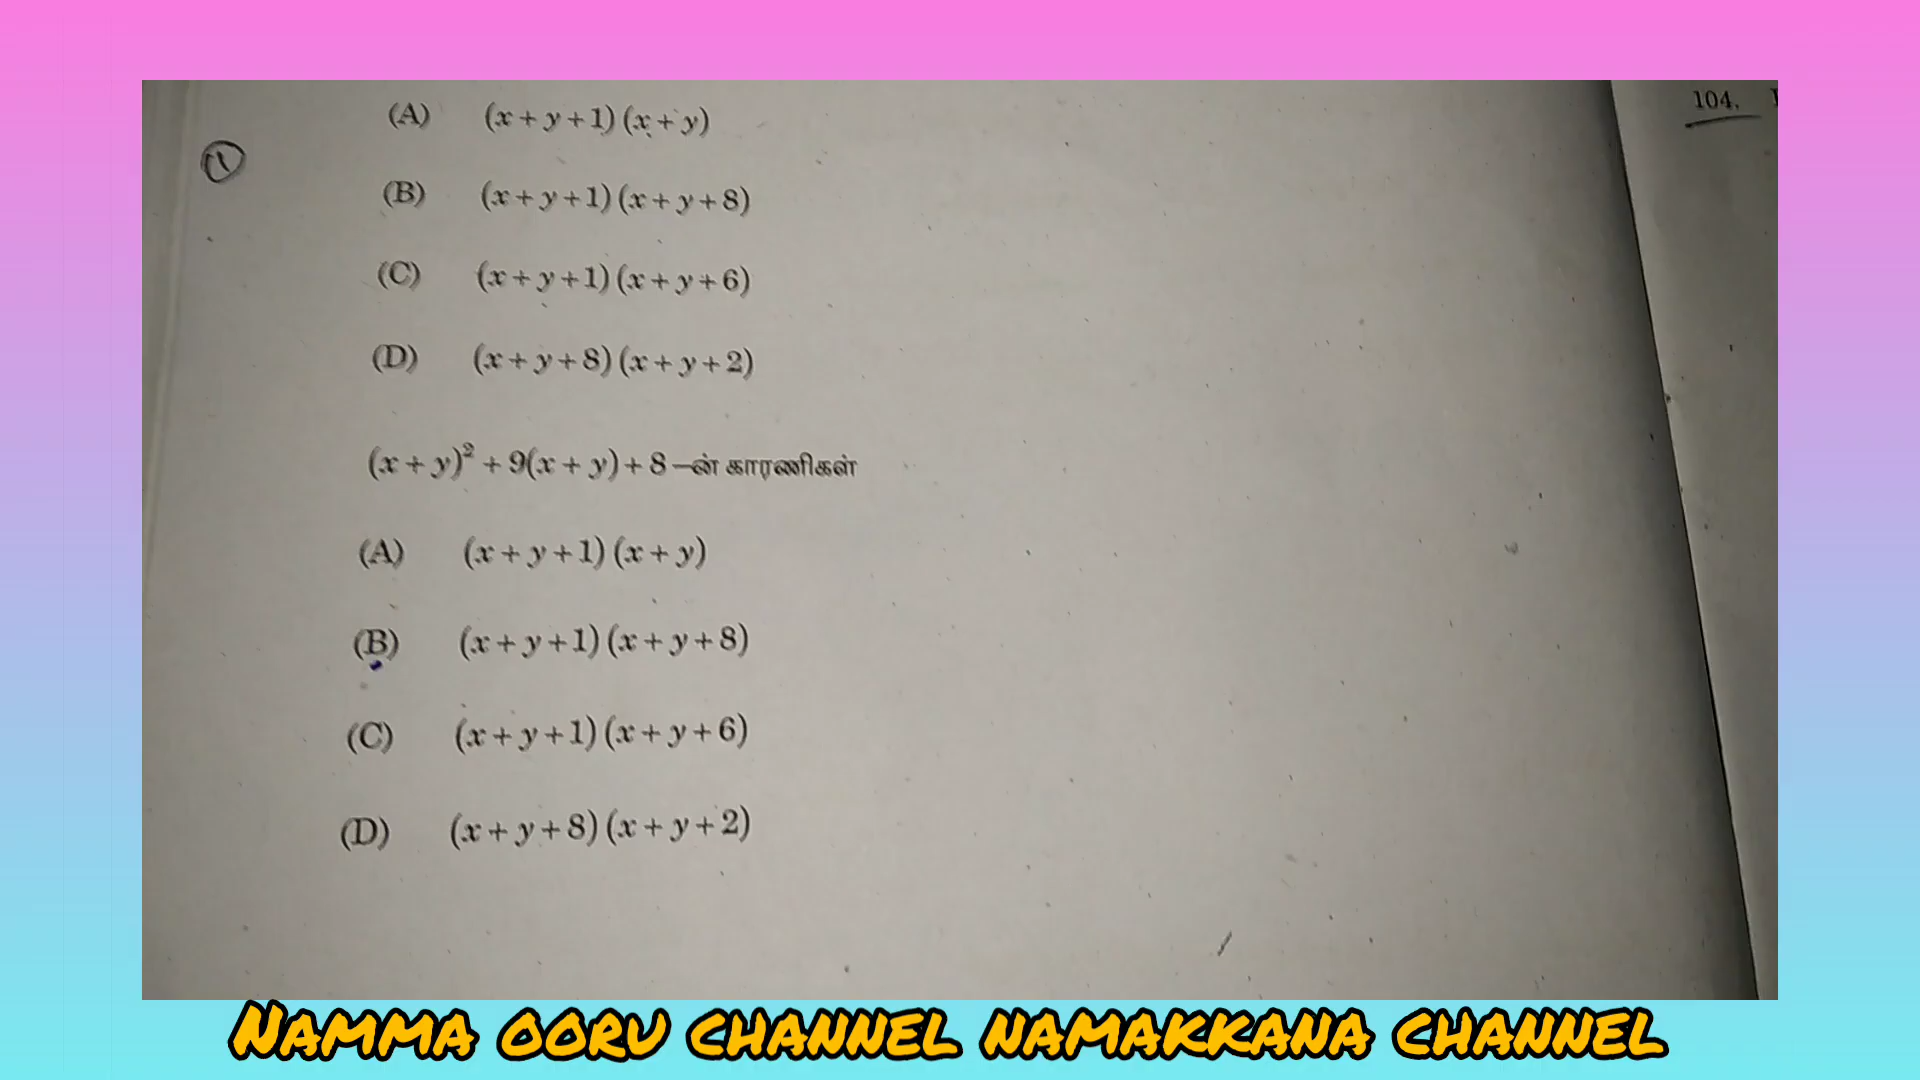 (A) (x + y + 1) (x + y)
104.
1
(B) (x + y + 1) (x + y + 8)
(C) (x + y + 1) (x + y + 6)
(D) (x + y + 8) (x + y + 2)
(x + y)² + 9(x + y) + 8 –ன் காரணிகள்
(A) (x + y + 1) (x + y)
(B) (x + y + 1) (x + y + 8)
(C) (x + y + 1) (x + y + 6)
(D) (x + y + 8) (x + y + 2)
NAMMA OORU CHANNEL NAMAKKANA CHANNEL